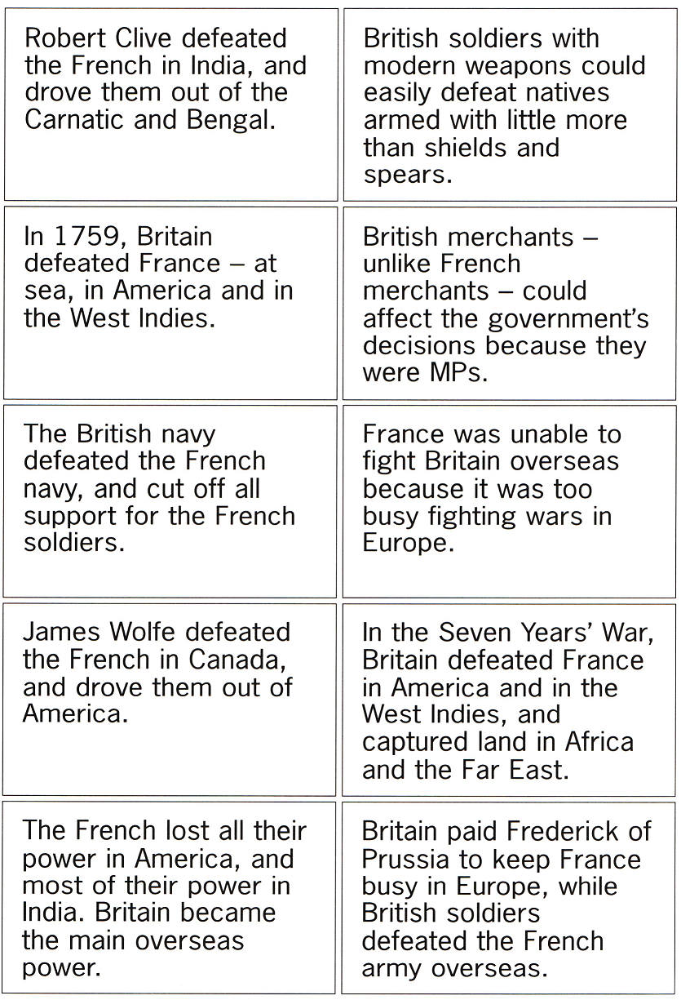 Robert Clive defeated
the French in India, and
drove them out of the
Carnatic and Bengal.
British soldiers with
modern weapons could
easily defeat natives
armed with little more
than shields and
spears.
In 1759, Britain
defeated France – at
sea, in America and in
the West Indies.
British merchants –
unlike French
merchants – could
affect the government's
decisions because they
were MPs.
The British navy
defeated the French
navy, and cut off all
support for the French
soldiers.
France was unable to
fight Britain overseas
because it was too
busy fighting wars in
Europe.
James Wolfe defeated
the French in Canada,
and drove them out of
America.
In the Seven Years' War,
Britain defeated France
in America and in the
West Indies, and
captured land in Africa
and the Far East.
The French lost all their
power in America, and
most of their power in
India. Britain became
the main overseas
power.
Britain paid Frederick of
Prussia to keep France
busy in Europe, while
British soldiers
defeated the French
army overseas.